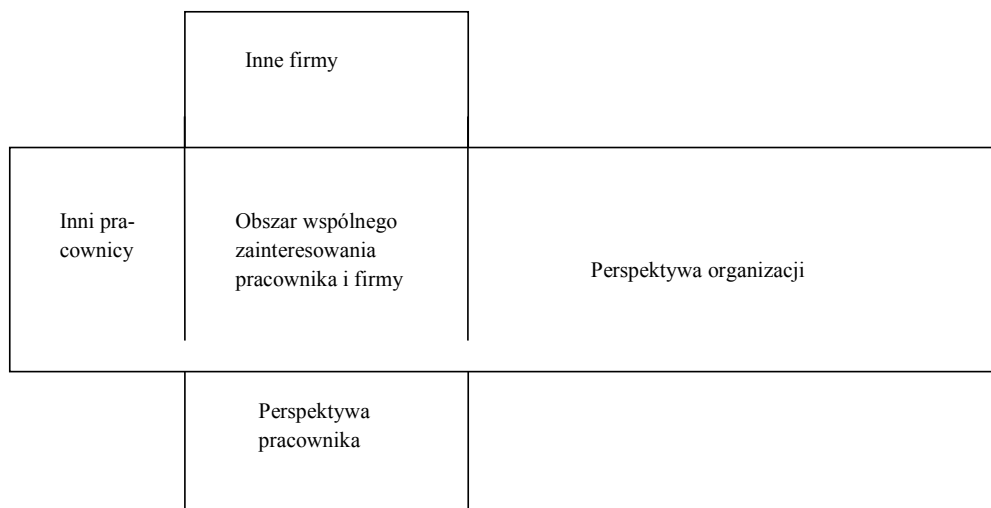 Inne firmy
Inni pra-
cownicy
Obszar wspólnego
zainteresowania
pracownika i firmy
Perspektywa organizacji
Perspektywa
pracownika